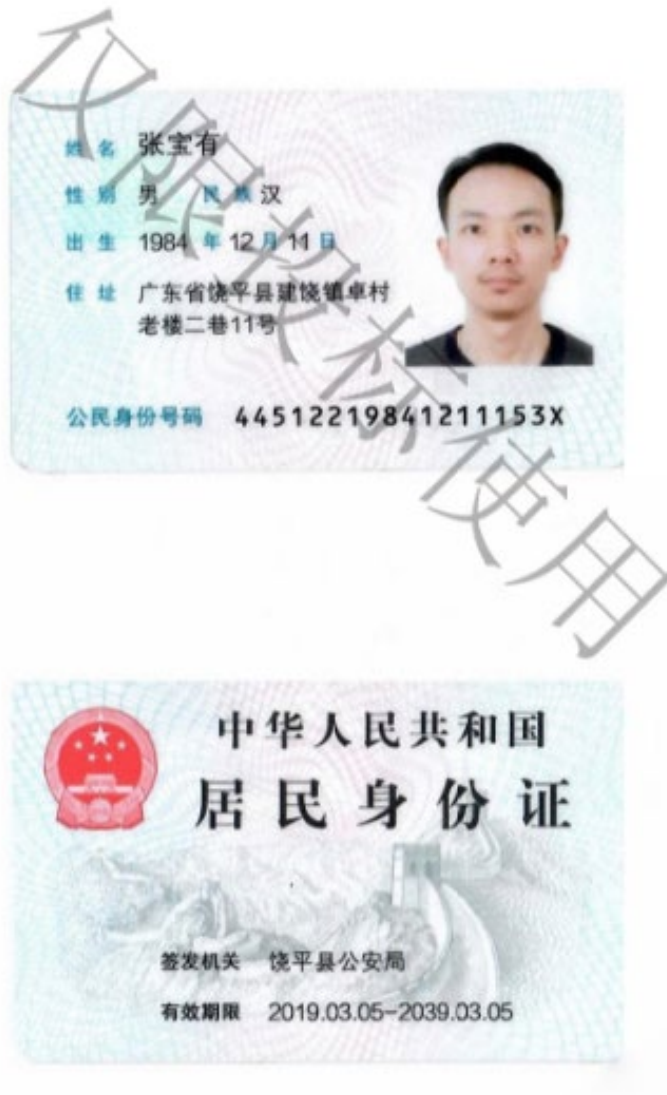 仅限投标使用
姓名 张宝有
性别 男 民族 汉
出生 1984 年 12 月 11 日
住址 广东省饶平县建饶镇卓村
老楼二巷11号
公民身份号码 44512219841211153X
中华人民共和国
居民身份证
签发机关 饶平县公安局
有效期限 2019.03.05-2039.03.05